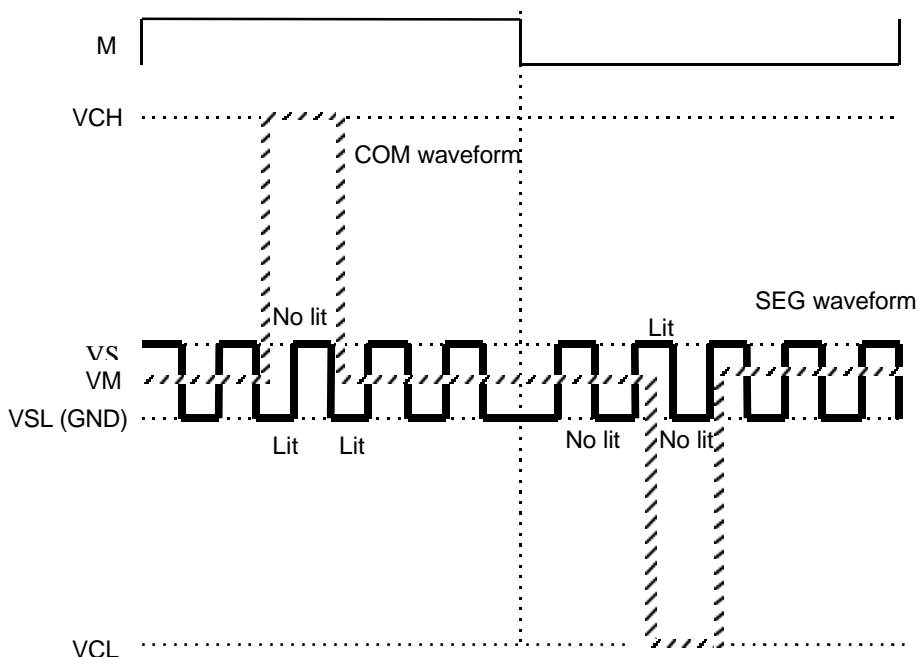 M
VCH
COM waveform
SEG waveform
No lit
Lit
VS
VM
VSL (GND)
Lit
Lit
No lit
No lit
VCL